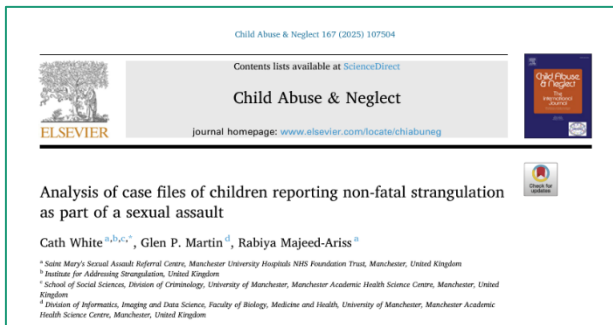 Child Abuse & Neglect 167 (2025) 107504
Contents lists available at ScienceDirect
Child Abuse & Neglect
journal homepage: www.elsevier.com/locate/chiabuneg
ELSEVIER
Child Abuse
& Neglect
The
International
Journal
Check for
updates
Analysis of case files of children reporting non-fatal strangulation
as part of a sexual assault
Cath White a,b,c,*, Glen P. Martin d, Rabiya Majeed-Ariss a
a Saint Mary's Sexual Assault Referral Centre, Manchester University Hospitals NHS Foundation Trust, Manchester, United Kingdom
b Institute for Addressing Strangulation, United Kingdom
c School of Social Sciences, Division of Criminology, University of Manchester, Manchester Academic Health Science Centre, Manchester, United
Kingdom
d Division of Informatics, Imaging and Data Science, Faculty of Biology, Medicine and Health, University of Manchester, Manchester Academic
Health Science Centre, Manchester, United Kingdom